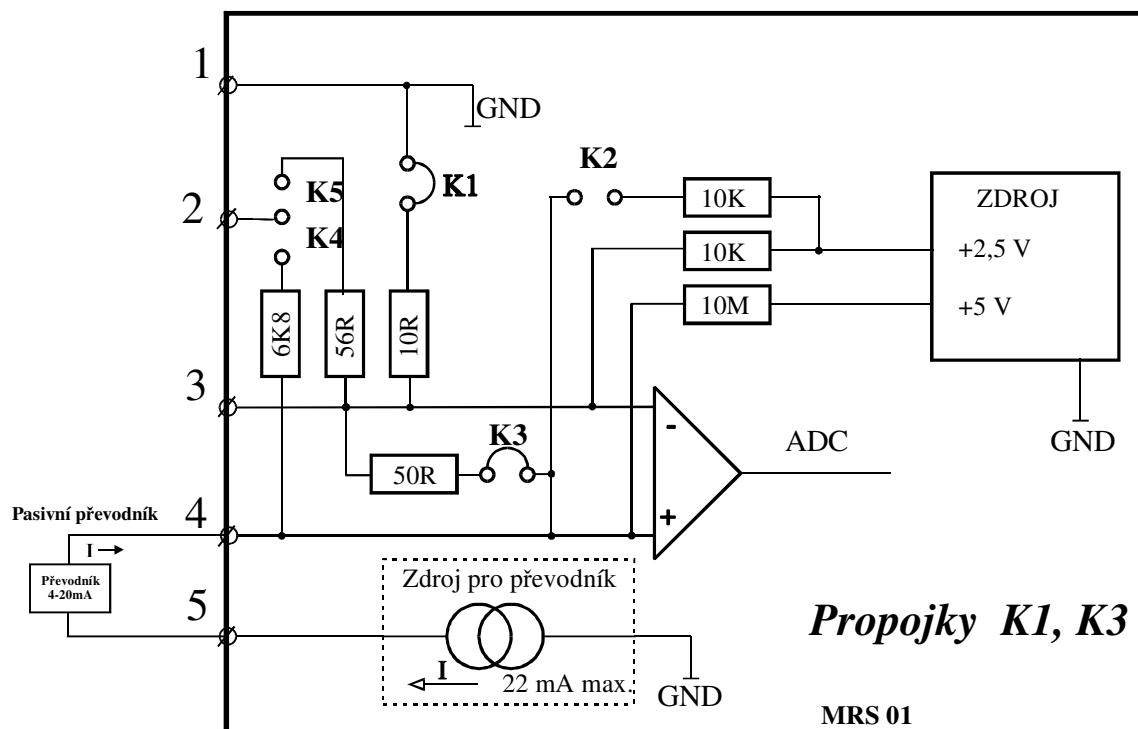 1
GND
K2
K1
K5
2
K4
10K
10K
10M
ZDROJ
+2,5 V
+5 V
GND
6K8
56R
10R
3
-
K3
50R
ADC
+
Pasivní převodník
4
I
Převodník
4-20mA
5
Zdroj pro převodník
I
22 mA max.
GND
Propojky K1, K3
MRS 01